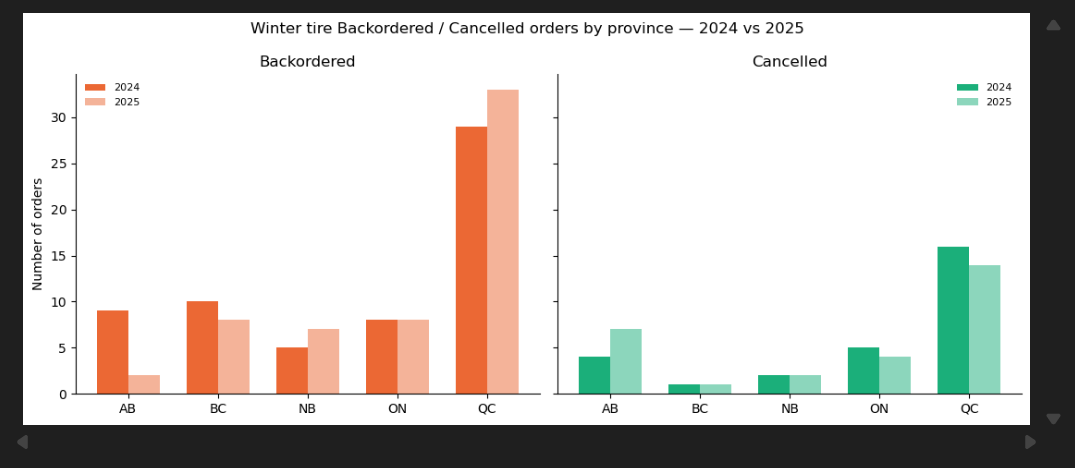 Winter tire Backordered / Cancelled orders by province — 2024 vs 2025
Backordered
2024
2025
Number of orders
30
25
20
15
10
5
0
AB BC NB ON QC
Cancelled
2024
2025
AB BC NB ON QC